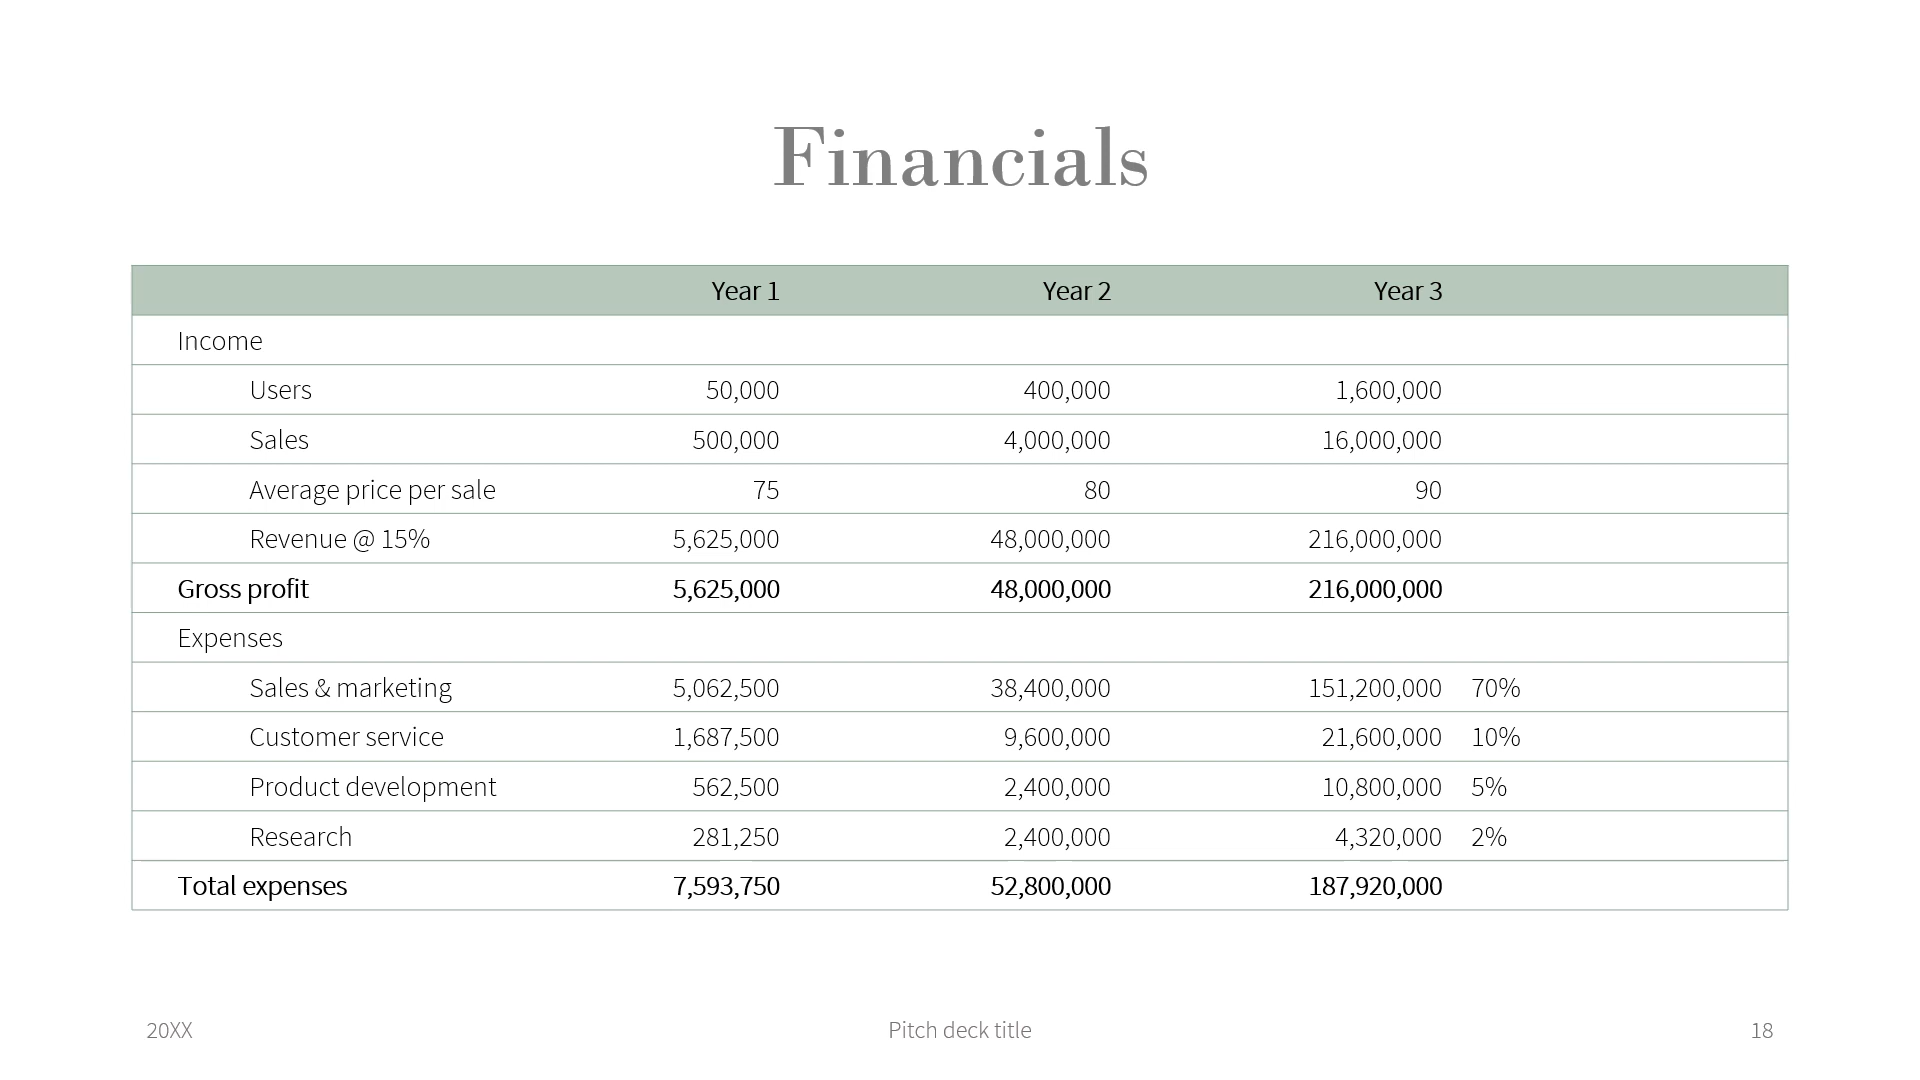 Financials
Year 1 Year 2 Year 3
Income
Users 50,000 400,000 1,600,000
Sales 500,000 4,000,000 16,000,000
Average price per sale 75 80 90
Revenue @ 15% 5,625,000 48,000,000 216,000,000
Gross profit 5,625,000 48,000,000 216,000,000
Expenses
Sales & marketing 5,062,500 38,400,000 151,200,000 70%
Customer service 1,687,500 9,600,000 21,600,000 10%
Product development 562,500 2,400,000 10,800,000 5%
Research 281,250 2,400,000 4,320,000 2%
Total expenses 7,593,750 52,800,000 187,920,000
20XX Pitch deck title 18